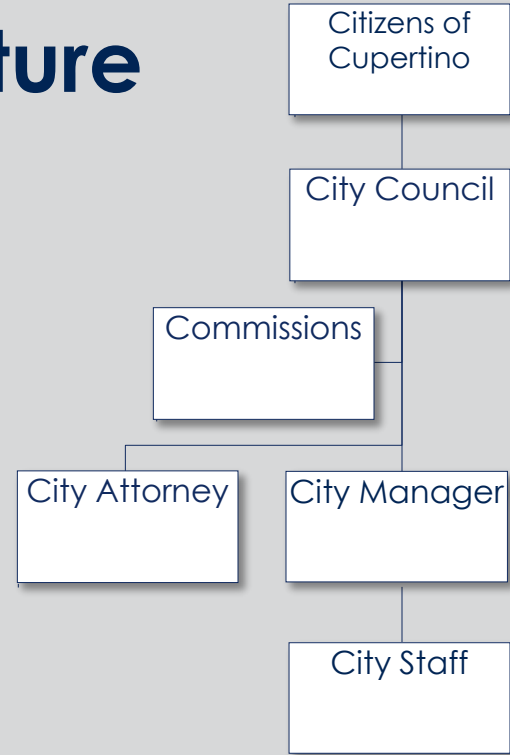 ture
Citizens of
Cupertino
City Council
Commissions
City Attorney
City Manager
City Staff